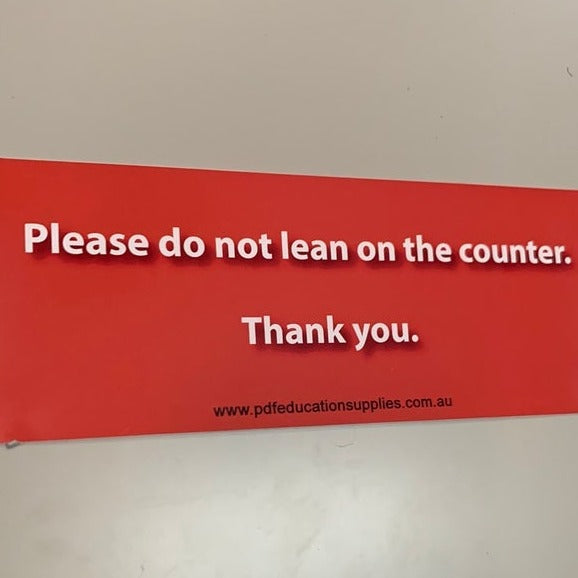 Please do not lean on the counter.
Thank you.
www.pdfeducationsupplies.com.au